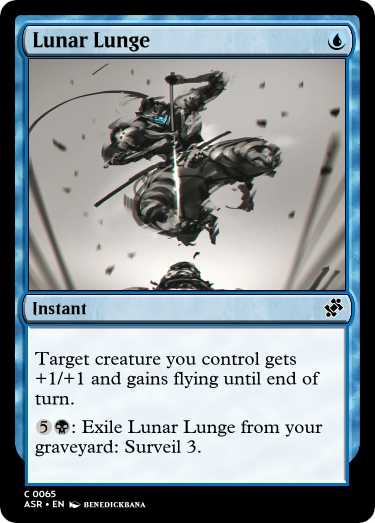 Lunar Lunge
Instant
Target creature you control gets
+1/+1 and gains flying until end of
turn.
5: Exile Lunar Lunge from your
graveyard: Surveil 3.
C 0065
ASR • EN BENEDICKBANA